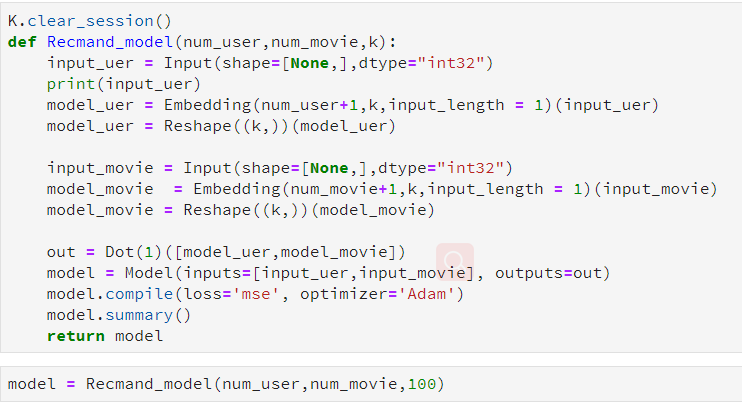 K.clear_session()
def Recmand_model(num_user,num_movie,k):
    input_uer = Input(shape=[None,],dtype="int32")
    print(input_uer)
    model_uer = Embedding(num_user+1,k,input_length = 1)(input_uer)
    model_uer = Reshape((k,))(model_uer)

    input_movie = Input(shape=[None,],dtype="int32")
    model_movie  = Embedding(num_movie+1,k,input_length = 1)(input_movie)
    model_movie = Reshape((k,))(model_movie)

    out = Dot(1)([model_uer,model_movie])
    model = Model(inputs=[input_uer,input_movie], outputs=out)
    model.compile(loss='mse', optimizer='Adam')
    model.summary()
    return model

model = Recmand_model(num_user,num_movie,100)